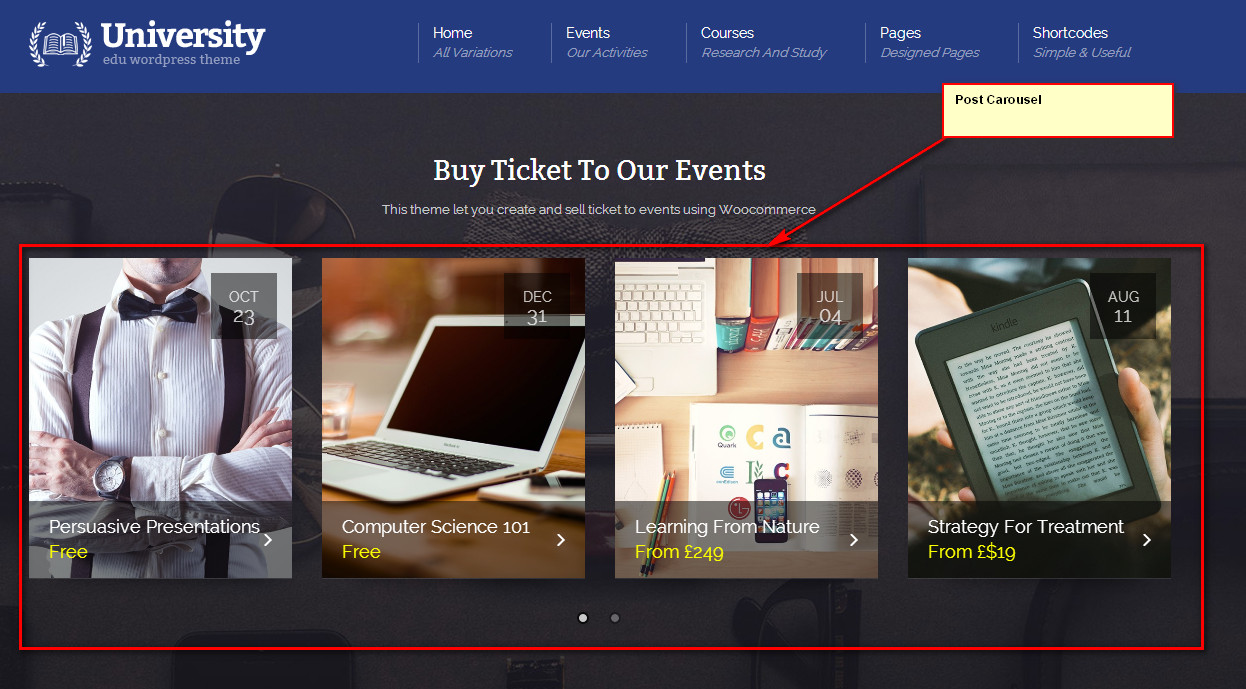 University
edu wordpress theme
Home
All Variations
Events
Our Activities
Courses
Research And Study
Pages
Designed Pages
Shortcodes
Simple & Useful
Post Carousel
Buy Ticket To Our Events
This theme let you create and sell ticket to events using Woocommerce
OCT
23
Persuasive Presentations
Free
DEC
31
Computer Science 101
Free
JUL
04
Quark
C a
C
LG
Learning From Nature
From £249
AUG
11
kindle
Strategy For Treatment
From £$19